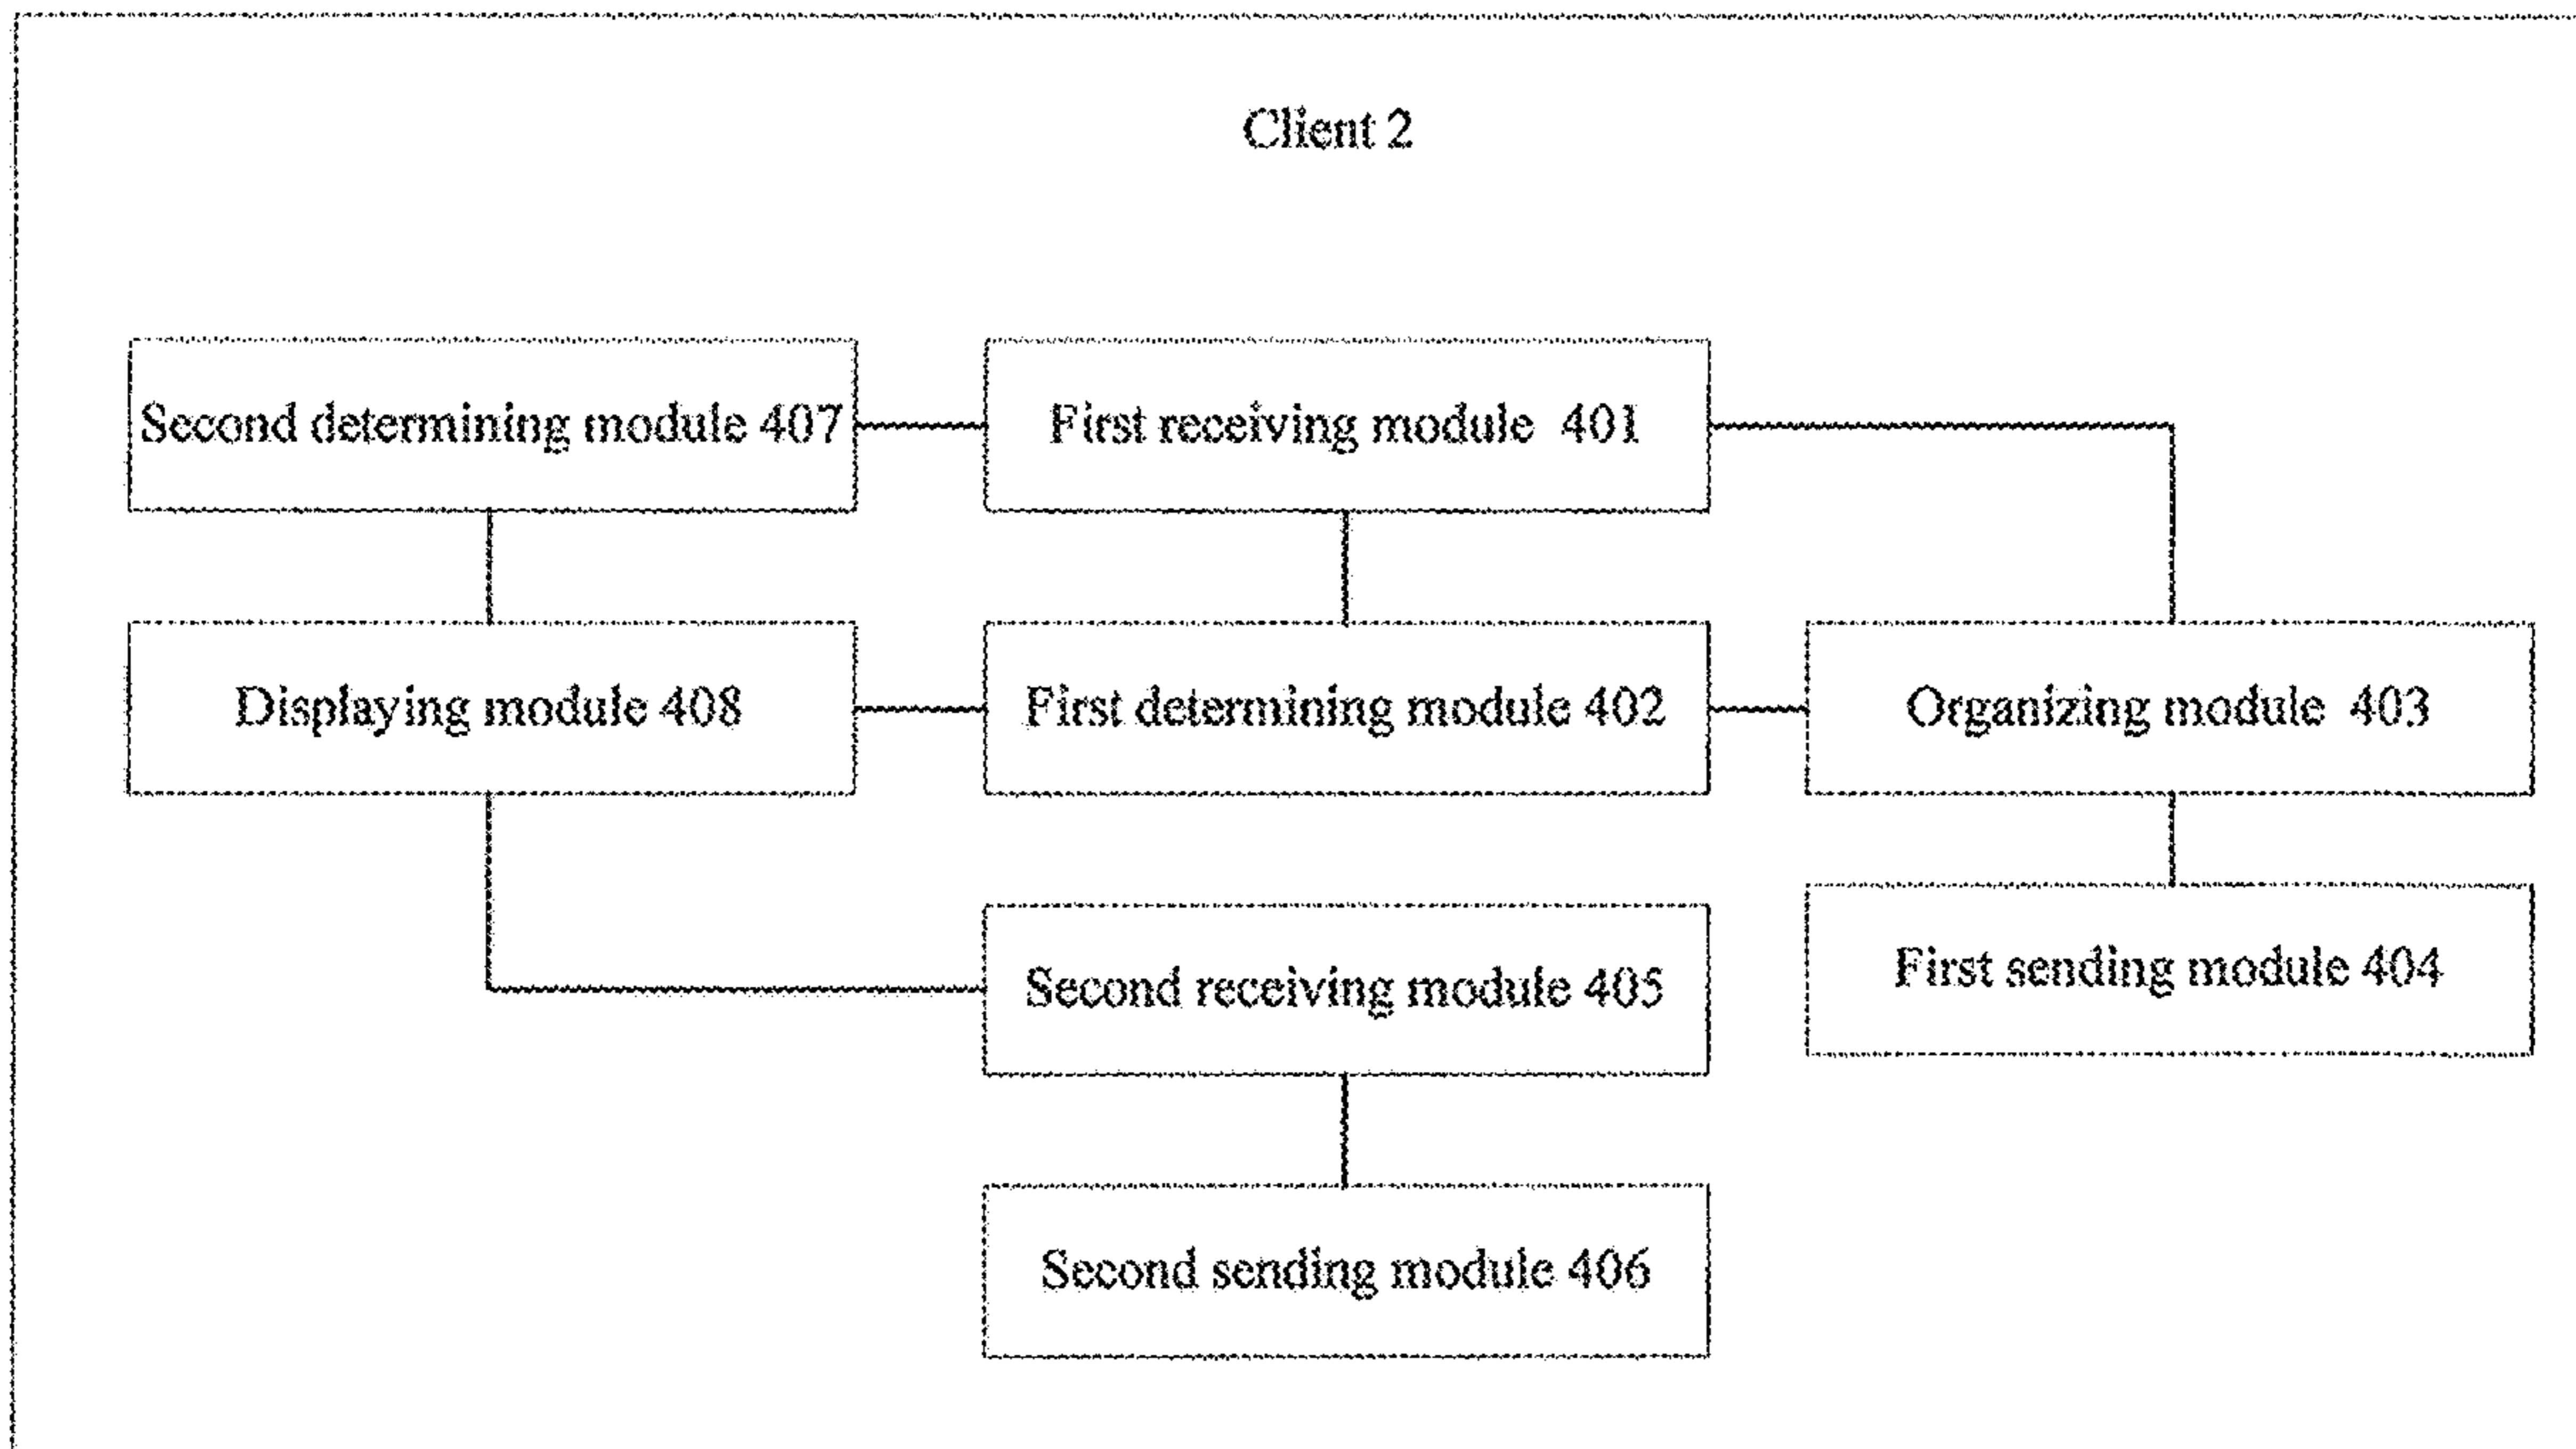 Client 2
Second determining module 407
First receiving module 401
Displaying module 408
First determining module 402
Organizing module 403
Second receiving module 405
First sending module 404
Second sending module 406